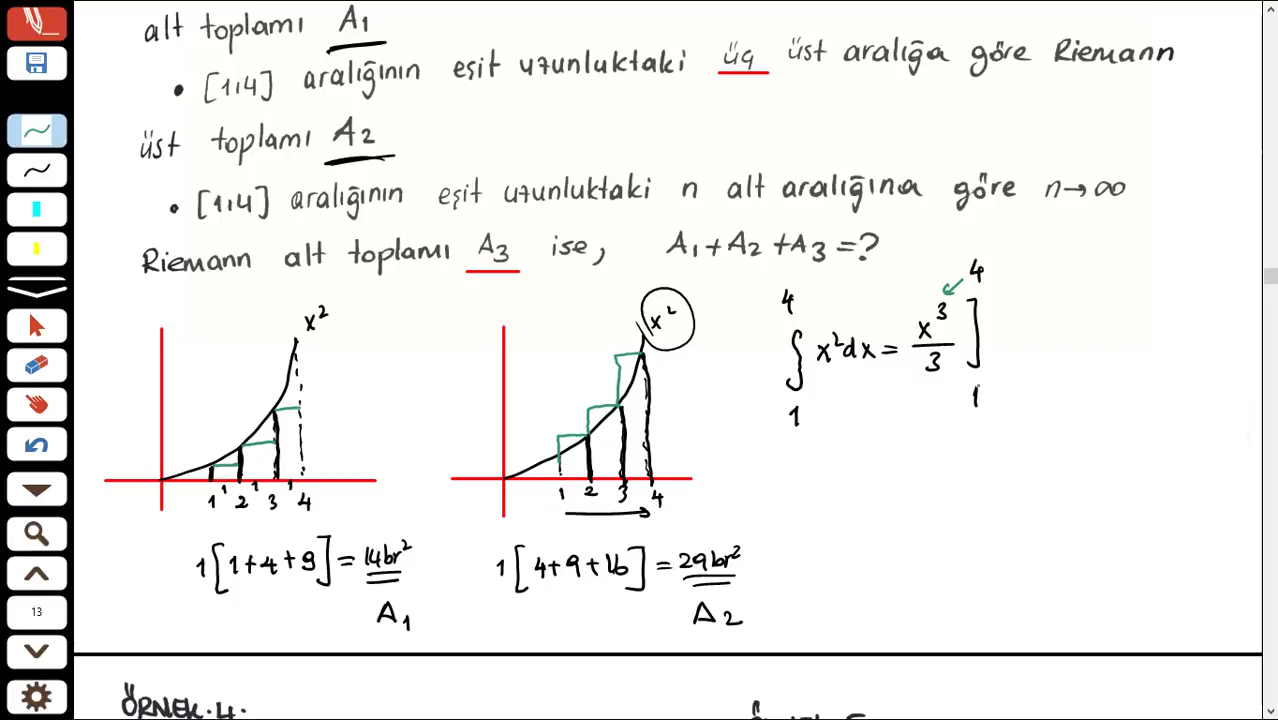 alt toplamı A1
• [1,4] aralığının eşit uzunluktaki üç üst aralığa göre Riemann
üst toplamı A2
• [1,4] aralığının eşit uzunluktaki n alt aralığına göre n→∞
Riemann alt toplamı A3 ise, A1+A2+A3=?
x²
1 1 2 1 3 1 4
1[1+4+9]=14br²
A1
x²
1 2 3 4
1[4+9+16]=29br²
A2
∫₁⁴ x²dx = x³/3 ]₁⁴
13
ÖRNEK.4.